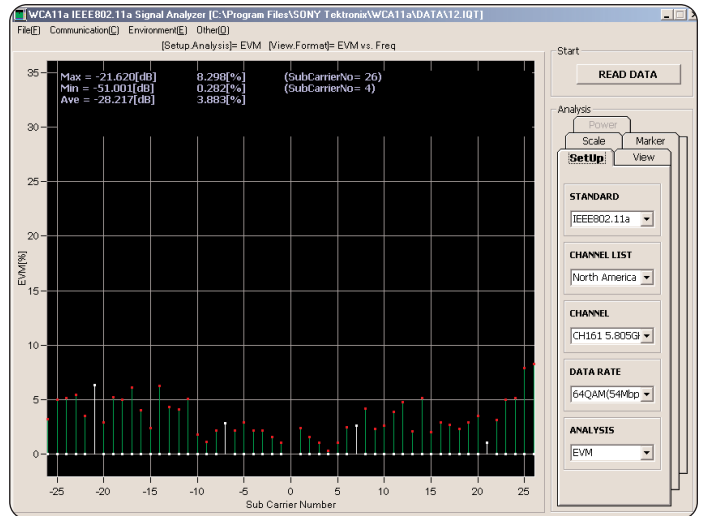 WCA11a IEEE802.11a Signal Analyzer [C:\Program Files\SONY Tektronix\WCA11a\DATA\12.IQT]
File(F) Communication(C) Environment(E) Other(O)
[Setup.Analysis]= EVM [View.Format]= EVM vs. Freq
Max = -21.620[dB] 8.298[%] (SubCarrierNo= 26)
Min = -51.001[dB] 0.282[%] (SubCarrierNo= 4)
Ave = -28.217[dB] 3.883[%]
35
30
25
20
15
10
5
0
EVM[%]
-25 -20 -15 -10 -5 0 5 10 15 20 25
Sub Carrier Number
Start
READ DATA
Analysis
Power
Scale Marker
SetUp View
STANDARD
IEEE802.11a
CHANNEL LIST
North America
CHANNEL
CH161 5.805GH
DATA RATE
64QAM(54Mbp
ANALYSIS
EVM